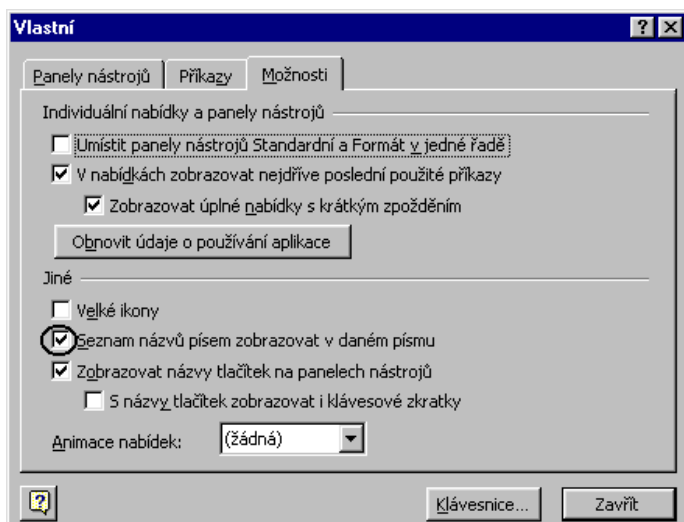 Vlastní
Panely nástrojů Příkazy Možnosti
Individuální nabídky a panely nástrojů
Umístit panely nástrojů Standardní a Formát v jedné řadě
V nabídkách zobrazovat nejdříve poslední použité příkazy
Zobrazovat úplné nabídky s krátkým zpožděním
Obnovit údaje o používání aplikace
Jiné
Velké ikony
Seznam názvů písem zobrazovat v daném písmu
Zobrazovat názvy tlačítek na panelech nástrojů
S názvy tlačítek zobrazovat i klávesové zkratky
Animace nabídek: (žádná)
Klávesnice... Zavřít